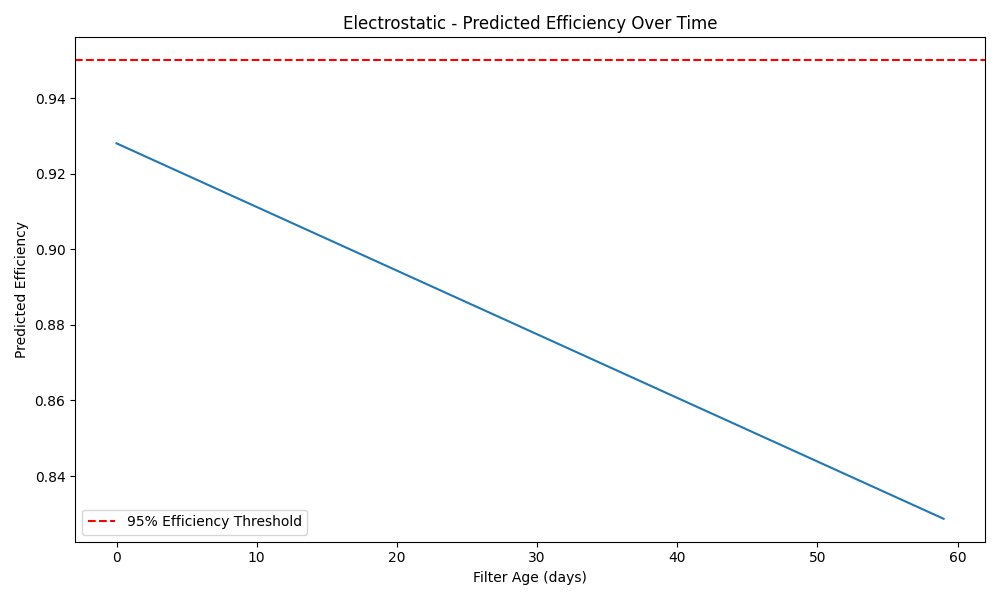 Electrostatic - Predicted Efficiency Over Time
Predicted Efficiency
0.94
0.92
0.90
0.88
0.86
0.84
95% Efficiency Threshold
0 10 20 30 40 50 60
Filter Age (days)